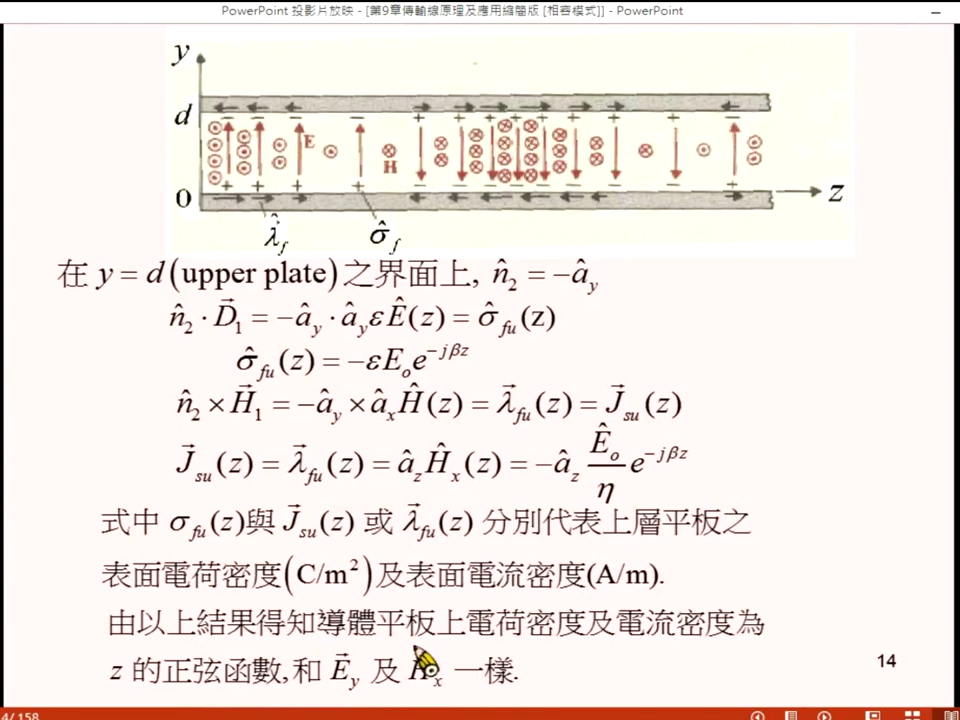 PowerPoint 投影片放映 - [第9章傳輸線原理及應用縮簡版 [相容模式]] - PowerPoint
y
d
E
H
0
z
λ̂_f
σ̂_f
在 y = d (upper plate) 之界面上, n̂₂ = −â_y
n̂₂ · D⃗₁ = −â_y · â_y εÊ(z) = σ̂_fu(z)
σ̂_fu(z) = −εE_o e^{−jβz}
n̂₂ × H⃗₁ = −â_y × â_x Ĥ(z) = λ⃗_fu(z) = J⃗_su(z)
J⃗_su(z) = λ⃗_fu(z) = â_z Ĥ_x(z) = −â_z (Ê_o/η) e^{−jβz}
式中 σ_fu(z)與 J⃗_su(z) 或 λ⃗_fu(z) 分別代表上層平板之
表面電荷密度(C/m²)及表面電流密度(A/m).
由以上結果得知導體平板上電荷密度及電流密度為
z 的正弦函數,和 E⃗_y 及 H_x 一樣.
14
4/158